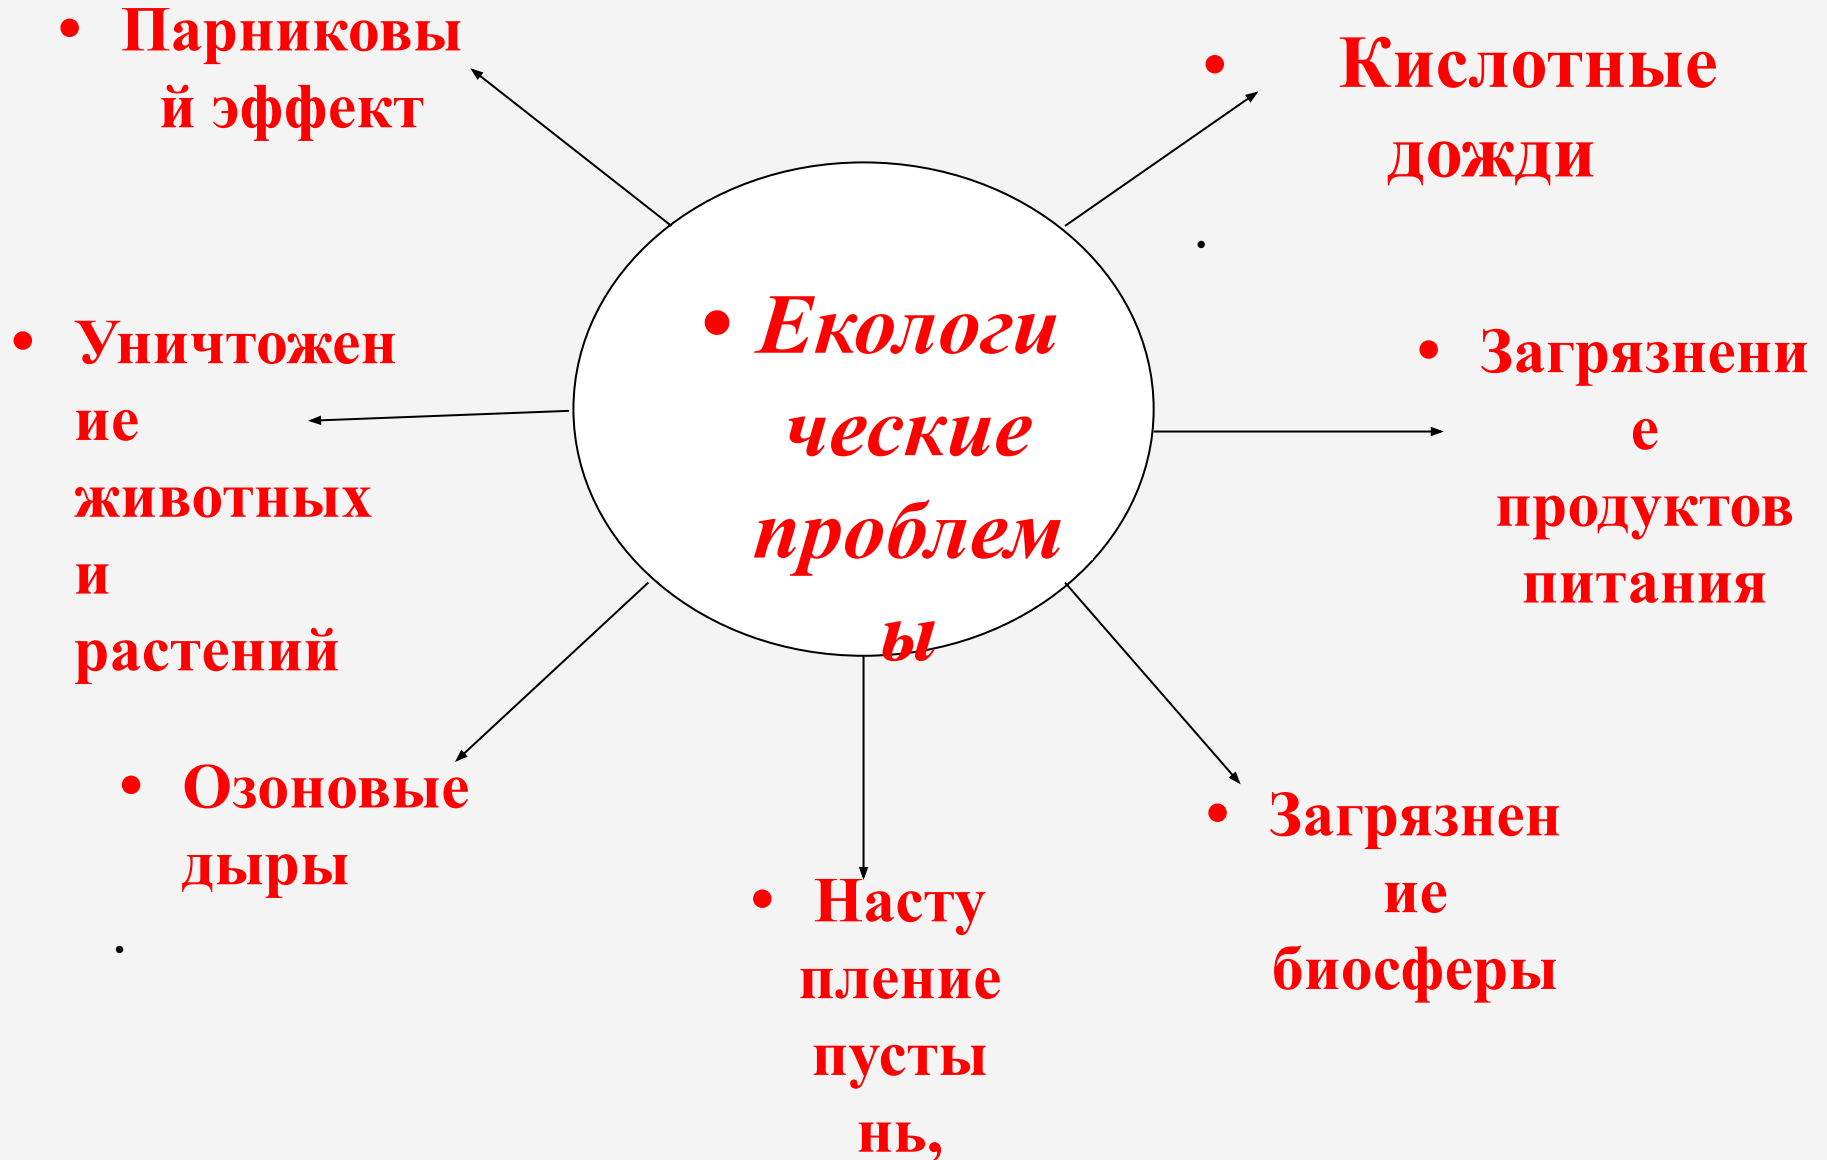 • Парниковы
й эффект
• Кислотные
дожди
.
• Екологи
ческие
проблем
ы
• Уничтожен
ие
животных
и
растений
• Загрязнени
е
продуктов
питания
• Озоновые
дыры
.
• Насту
пление
пусты
нь,
• Загрязнен
ие
биосферы